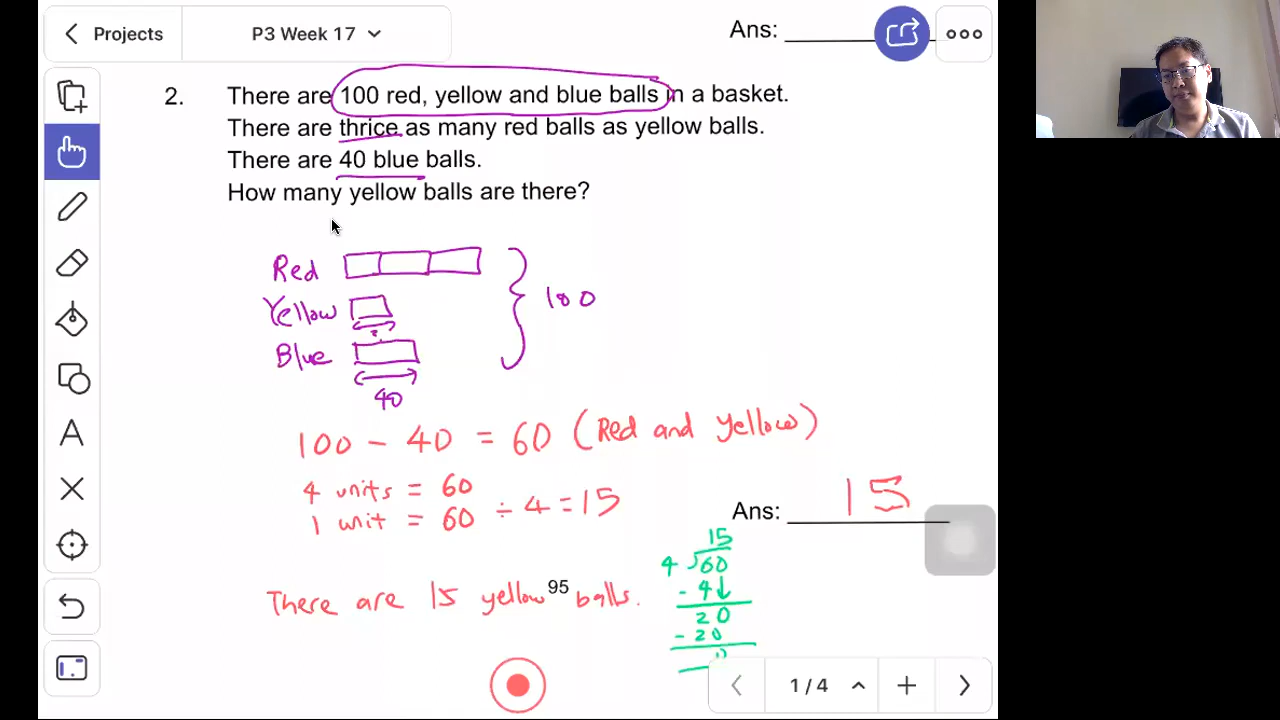 Projects
P3 Week 17
Ans:
2. There are 100 red, yellow and blue balls in a basket.
There are thrice as many red balls as yellow balls.
There are 40 blue balls.
How many yellow balls are there?
Red
Yellow
?
100
Blue
40
100 - 40 = 60 (Red and Yellow)
4 units = 60
1 unit = 60 ÷ 4 = 15
Ans: 15
15
4 60
- 4
20
- 20
0
There are 15 yellow balls.
95
1 / 4